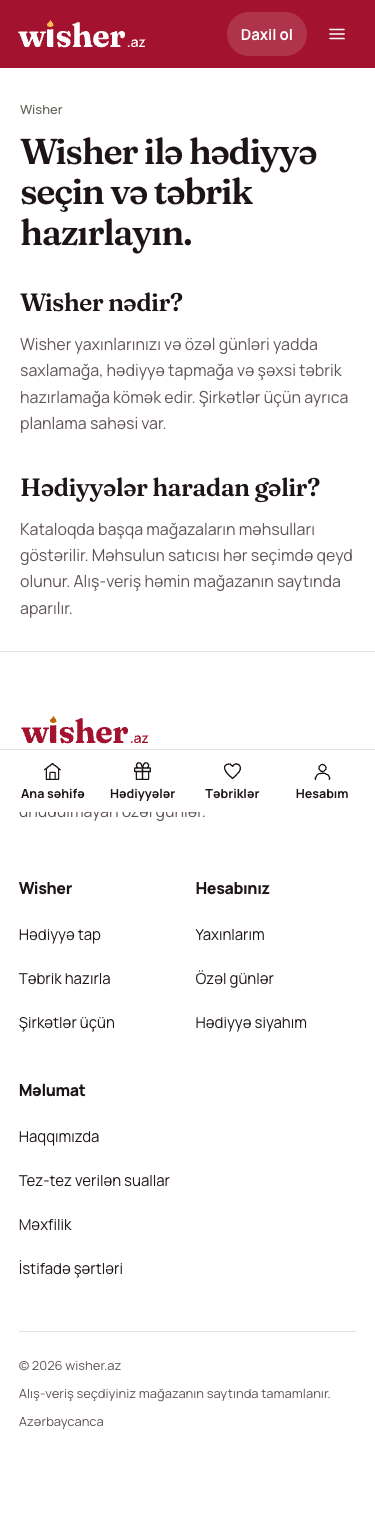 wisher.az
Daxil ol
Wisher
Wisher ilə hədiyyə
seçin və təbrik
hazırlayın.
Wisher nədir?
Wisher yaxınlarınızı və özəl günləri yadda
saxlamağa, hədiyyə tapmağa və şəxsi təbrik
hazırlamağa kömək edir. Şirkətlər üçün ayrıca
planlama sahəsi var.
Hədiyyələr haradan gəlir?
Kataloqda başqa mağazaların məhsulları
göstərilir. Məhsulun satıcısı hər seçimdə qeyd
olunur. Alış-veriş həmin mağazanın saytında
aparılır.
wisher.az
Ana səhifə
Hədiyyələr
Təbriklər
Hesabım
özəl günlər.
Wisher
Hədiyyə tap
Təbrik hazırla
Şirkətlər üçün
Hesabınız
Yaxınlarım
Özəl günlər
Hədiyyə siyahım
Məlumat
Haqqımızda
Tez-tez verilən suallar
Məxfilik
İstifadə şərtləri
© 2026 wisher.az
Alış-veriş seçdiyiniz mağazanın saytında tamamlanır.
Azərbaycanca